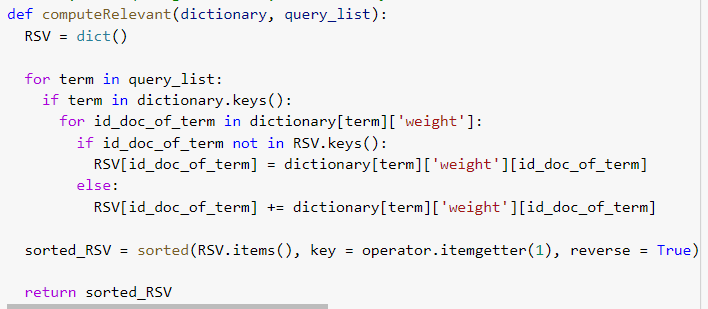 def computeRelevant(dictionary, query_list):
  RSV = dict()
  for term in query_list:
    if term in dictionary.keys():
      for id_doc_of_term in dictionary[term]['weight']:
        if id_doc_of_term not in RSV.keys():
          RSV[id_doc_of_term] = dictionary[term]['weight'][id_doc_of_term]
        else:
          RSV[id_doc_of_term] += dictionary[term]['weight'][id_doc_of_term]
  sorted_RSV = sorted(RSV.items(), key = operator.itemgetter(1), reverse = True)
  return sorted_RSV